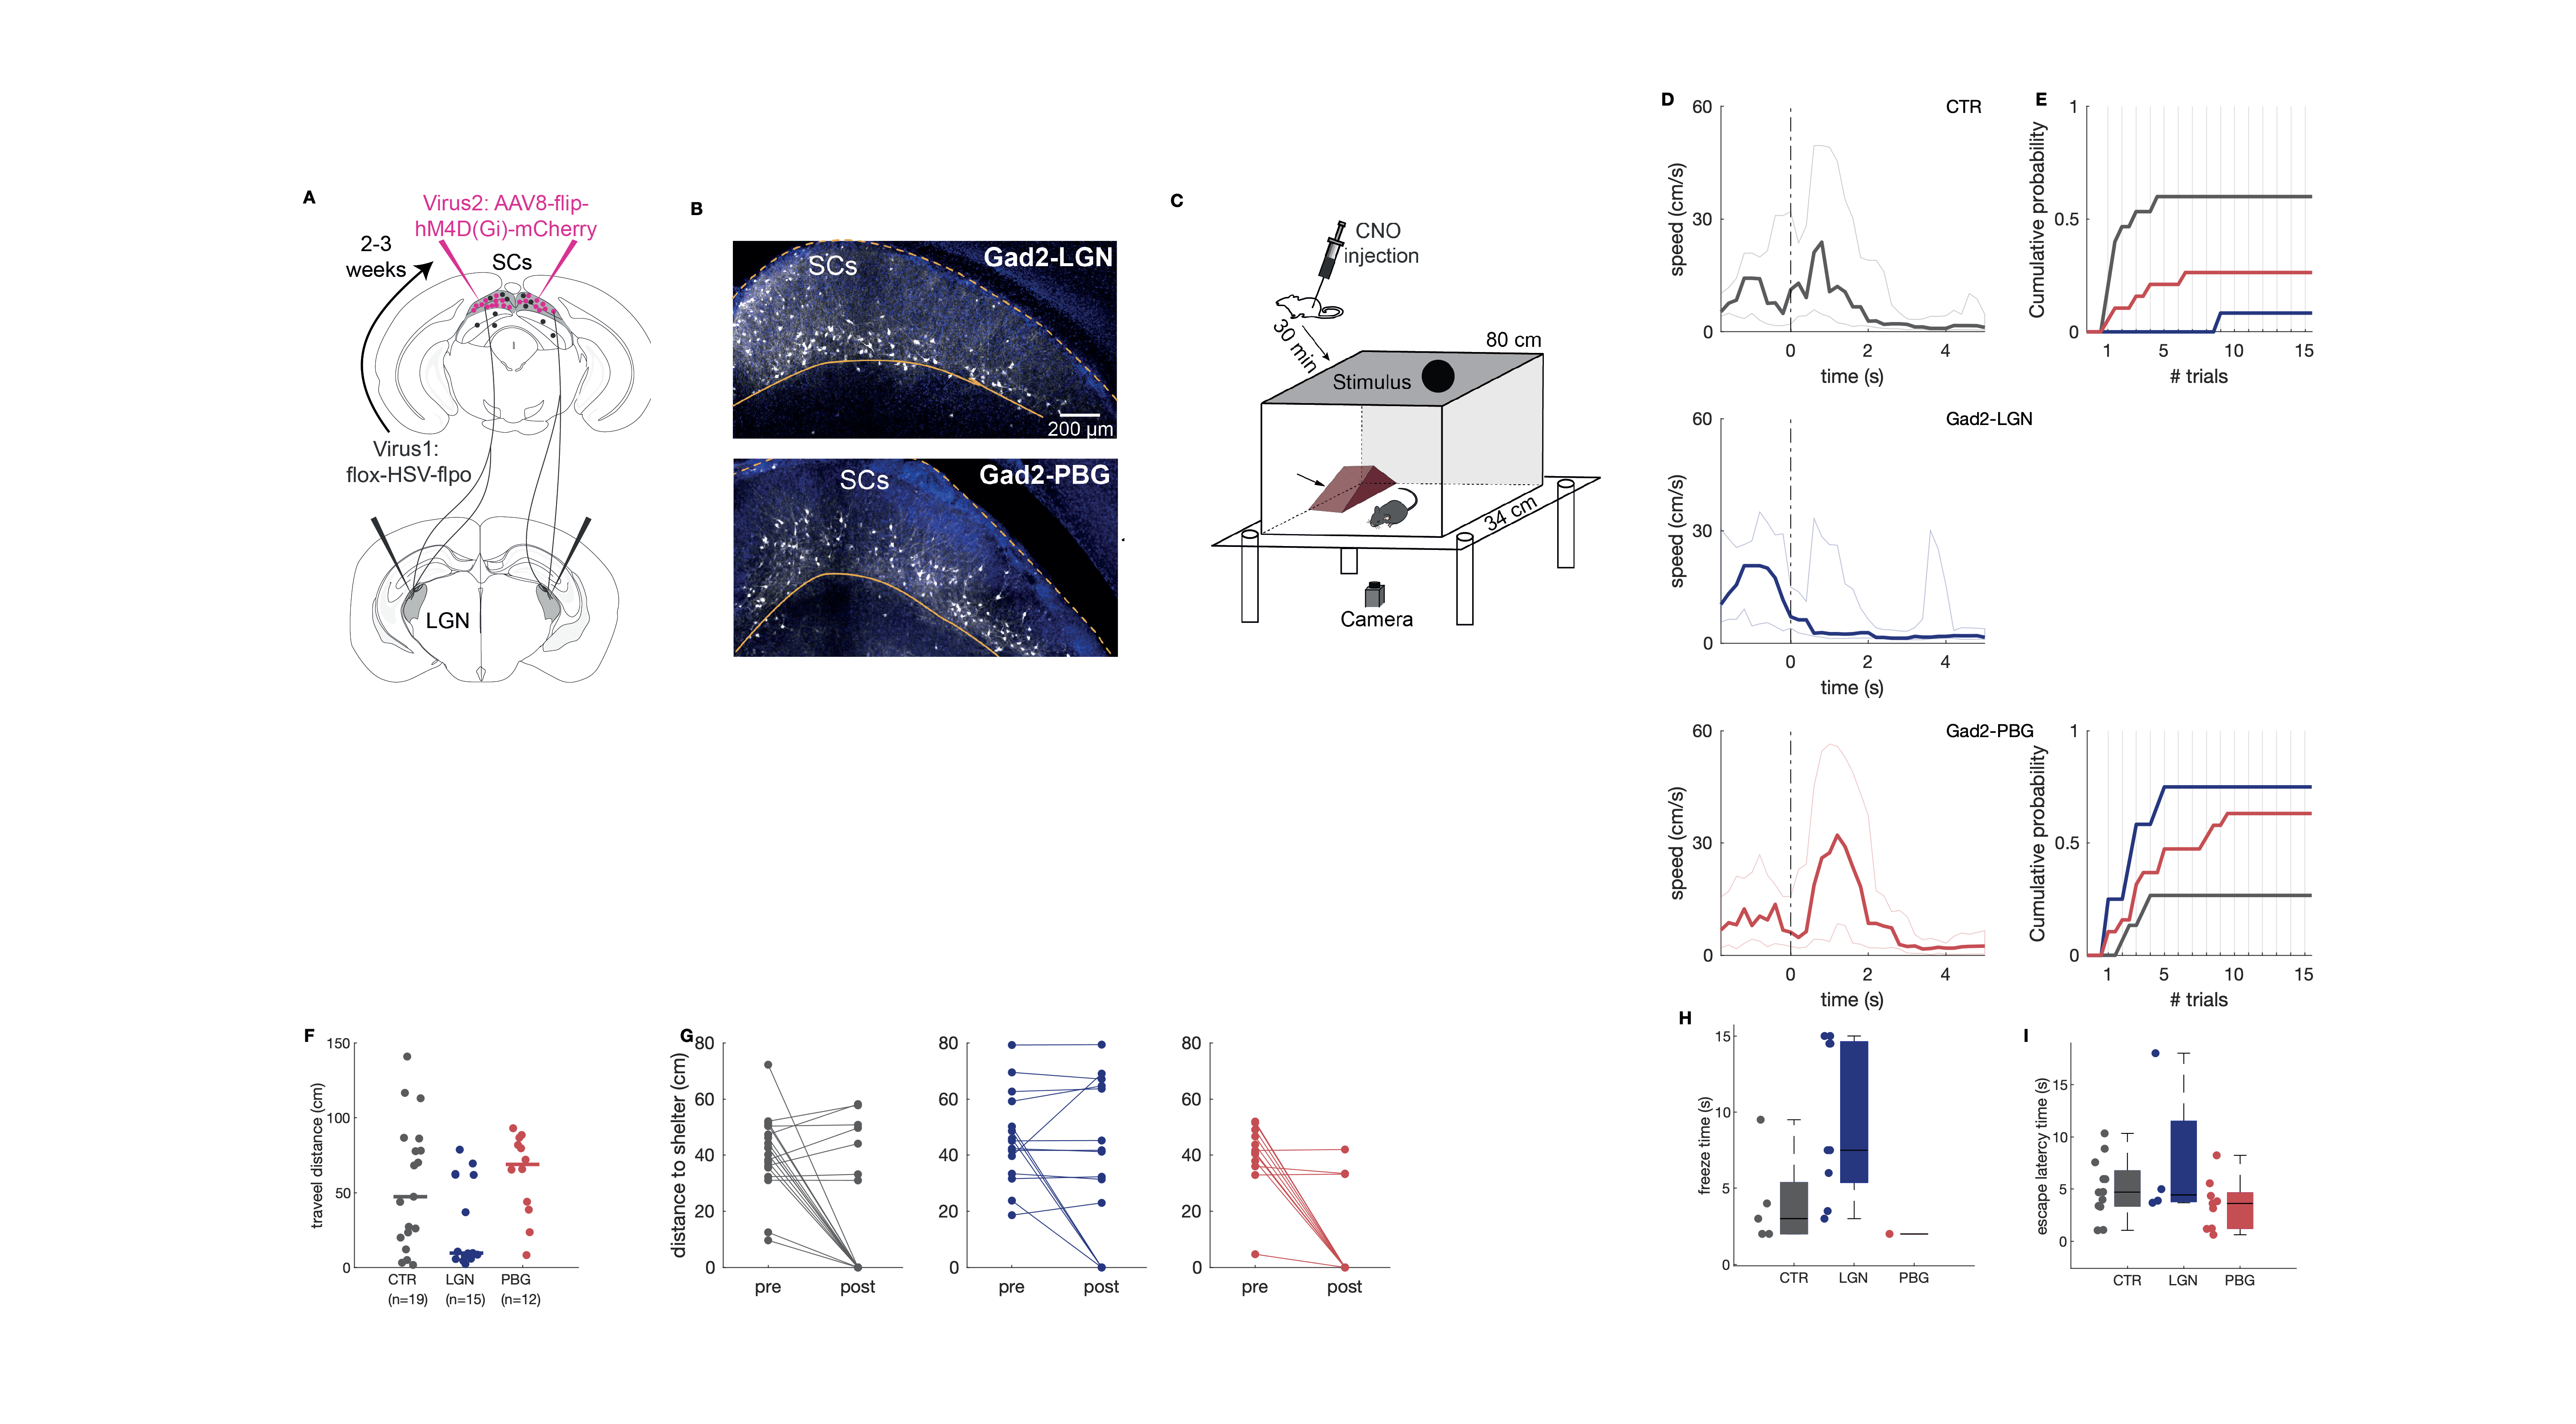 A
Virus2: AAV8-flip-
hM4D(Gi)-mCherry
2-3
weeks
SCs
Virus1:
flox-HSV-flpo
LGN
B
SCs
Gad2-LGN
200 µm
SCs
Gad2-PBG
C
CNO
injection
30 min
80 cm
Stimulus
34 cm
Camera
D
CTR
60
30
0
speed (cm/s)
0 2 4
time (s)
Gad2-LGN
60
30
0
speed (cm/s)
0 2 4
time (s)
Gad2-PBG
60
30
0
speed (cm/s)
0 2 4
time (s)
E
1
0.5
0
Cumulative probability
1 5 10 15
# trials
1
0.5
0
Cumulative probability
1 5 10 15
# trials
F
150
100
50
0
traveel distance (cm)
CTR LGN PBG
(n=19) (n=15) (n=12)
G
80
60
40
20
0
distance to shelter (cm)
pre post
80
60
40
20
0
pre post
80
60
40
20
0
pre post
H
15
10
5
0
freeze time (s)
CTR LGN PBG
I
15
10
5
0
escape latercy time (s)
CTR LGN PBG